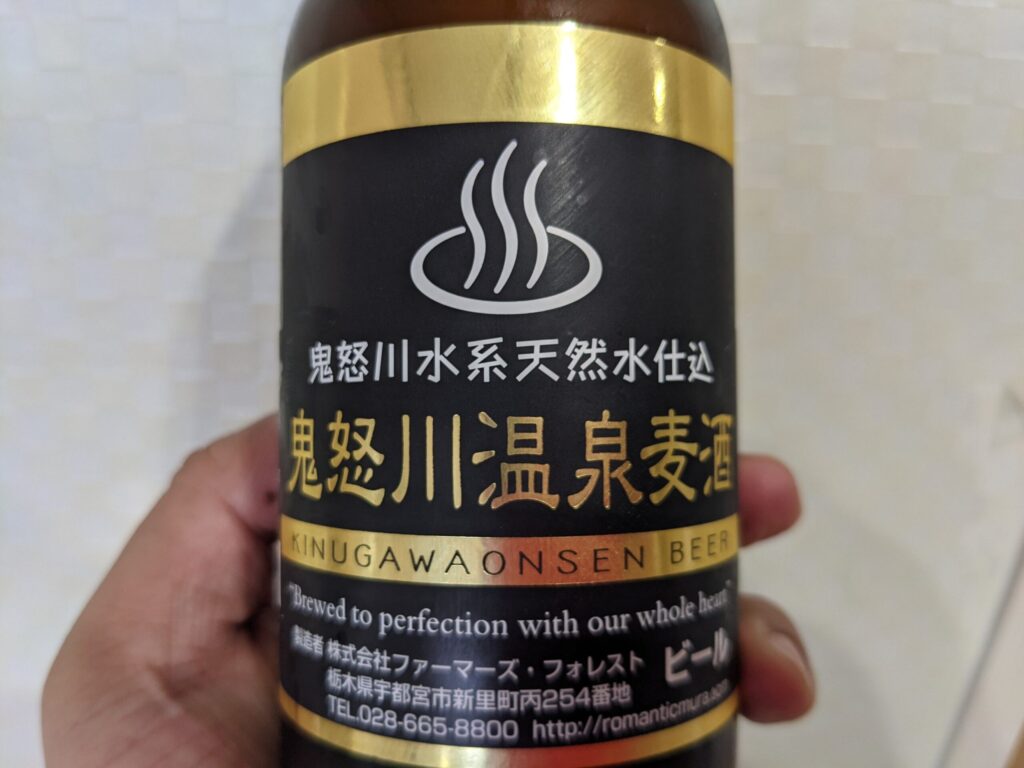 鬼怒川水系天然水仕込
鬼怒川温泉麦酒
KINUGAWAONSEN BEER
"Brewed to perfection with our whole heart"
製造者 株式会社ファーマーズ・フォレスト ビール
栃木県宇都宮市新里町丙254番地
TEL.028-665-8800 http://romanticmura.com